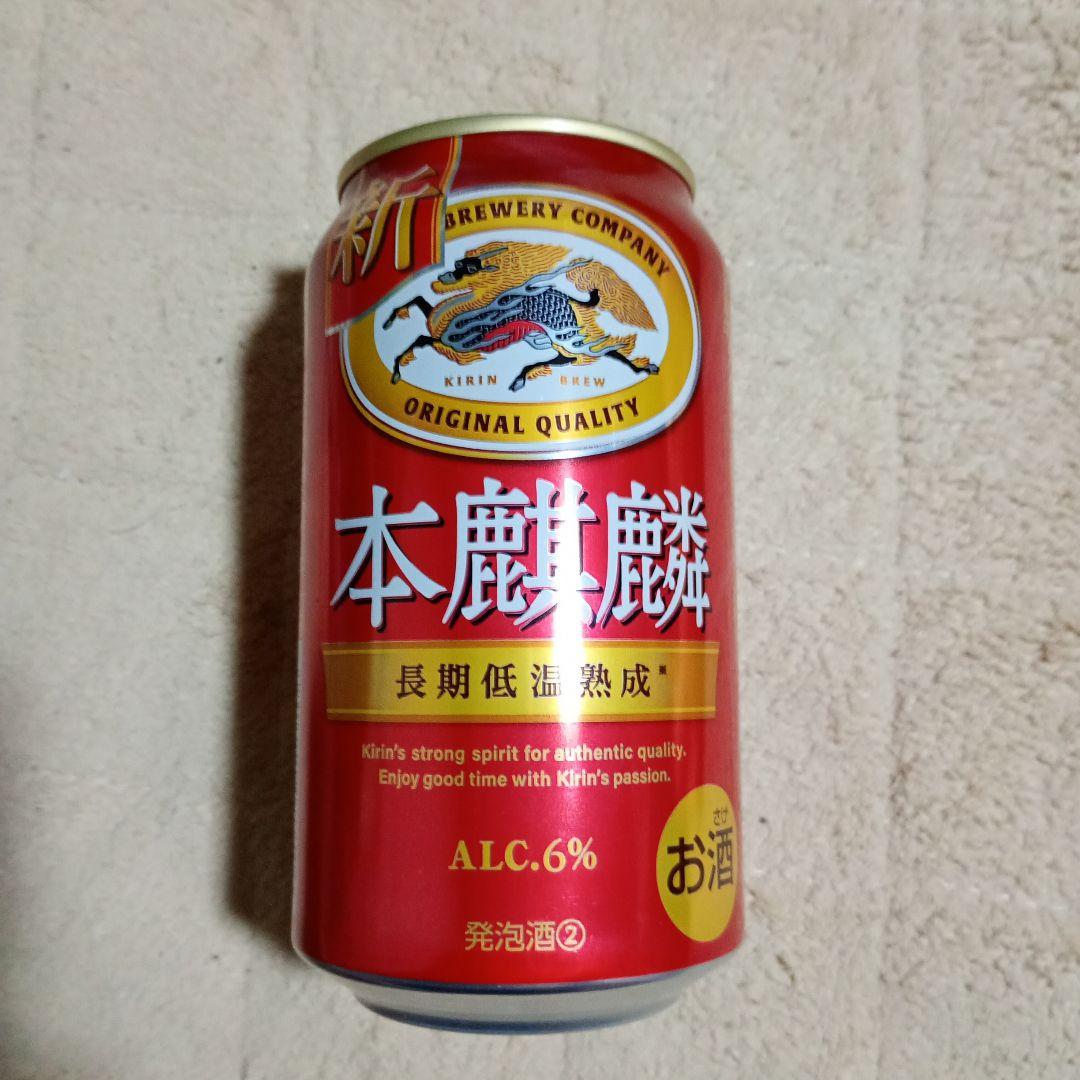 新
BREWERY COMPANY
KIRIN BREW
ORIGINAL QUALITY
本麒麟
長期低温熟成※
Kirin's strong spirit for authentic quality.
Enjoy good time with Kirin's passion.
ALC.6%
さけ
お酒
発泡酒②